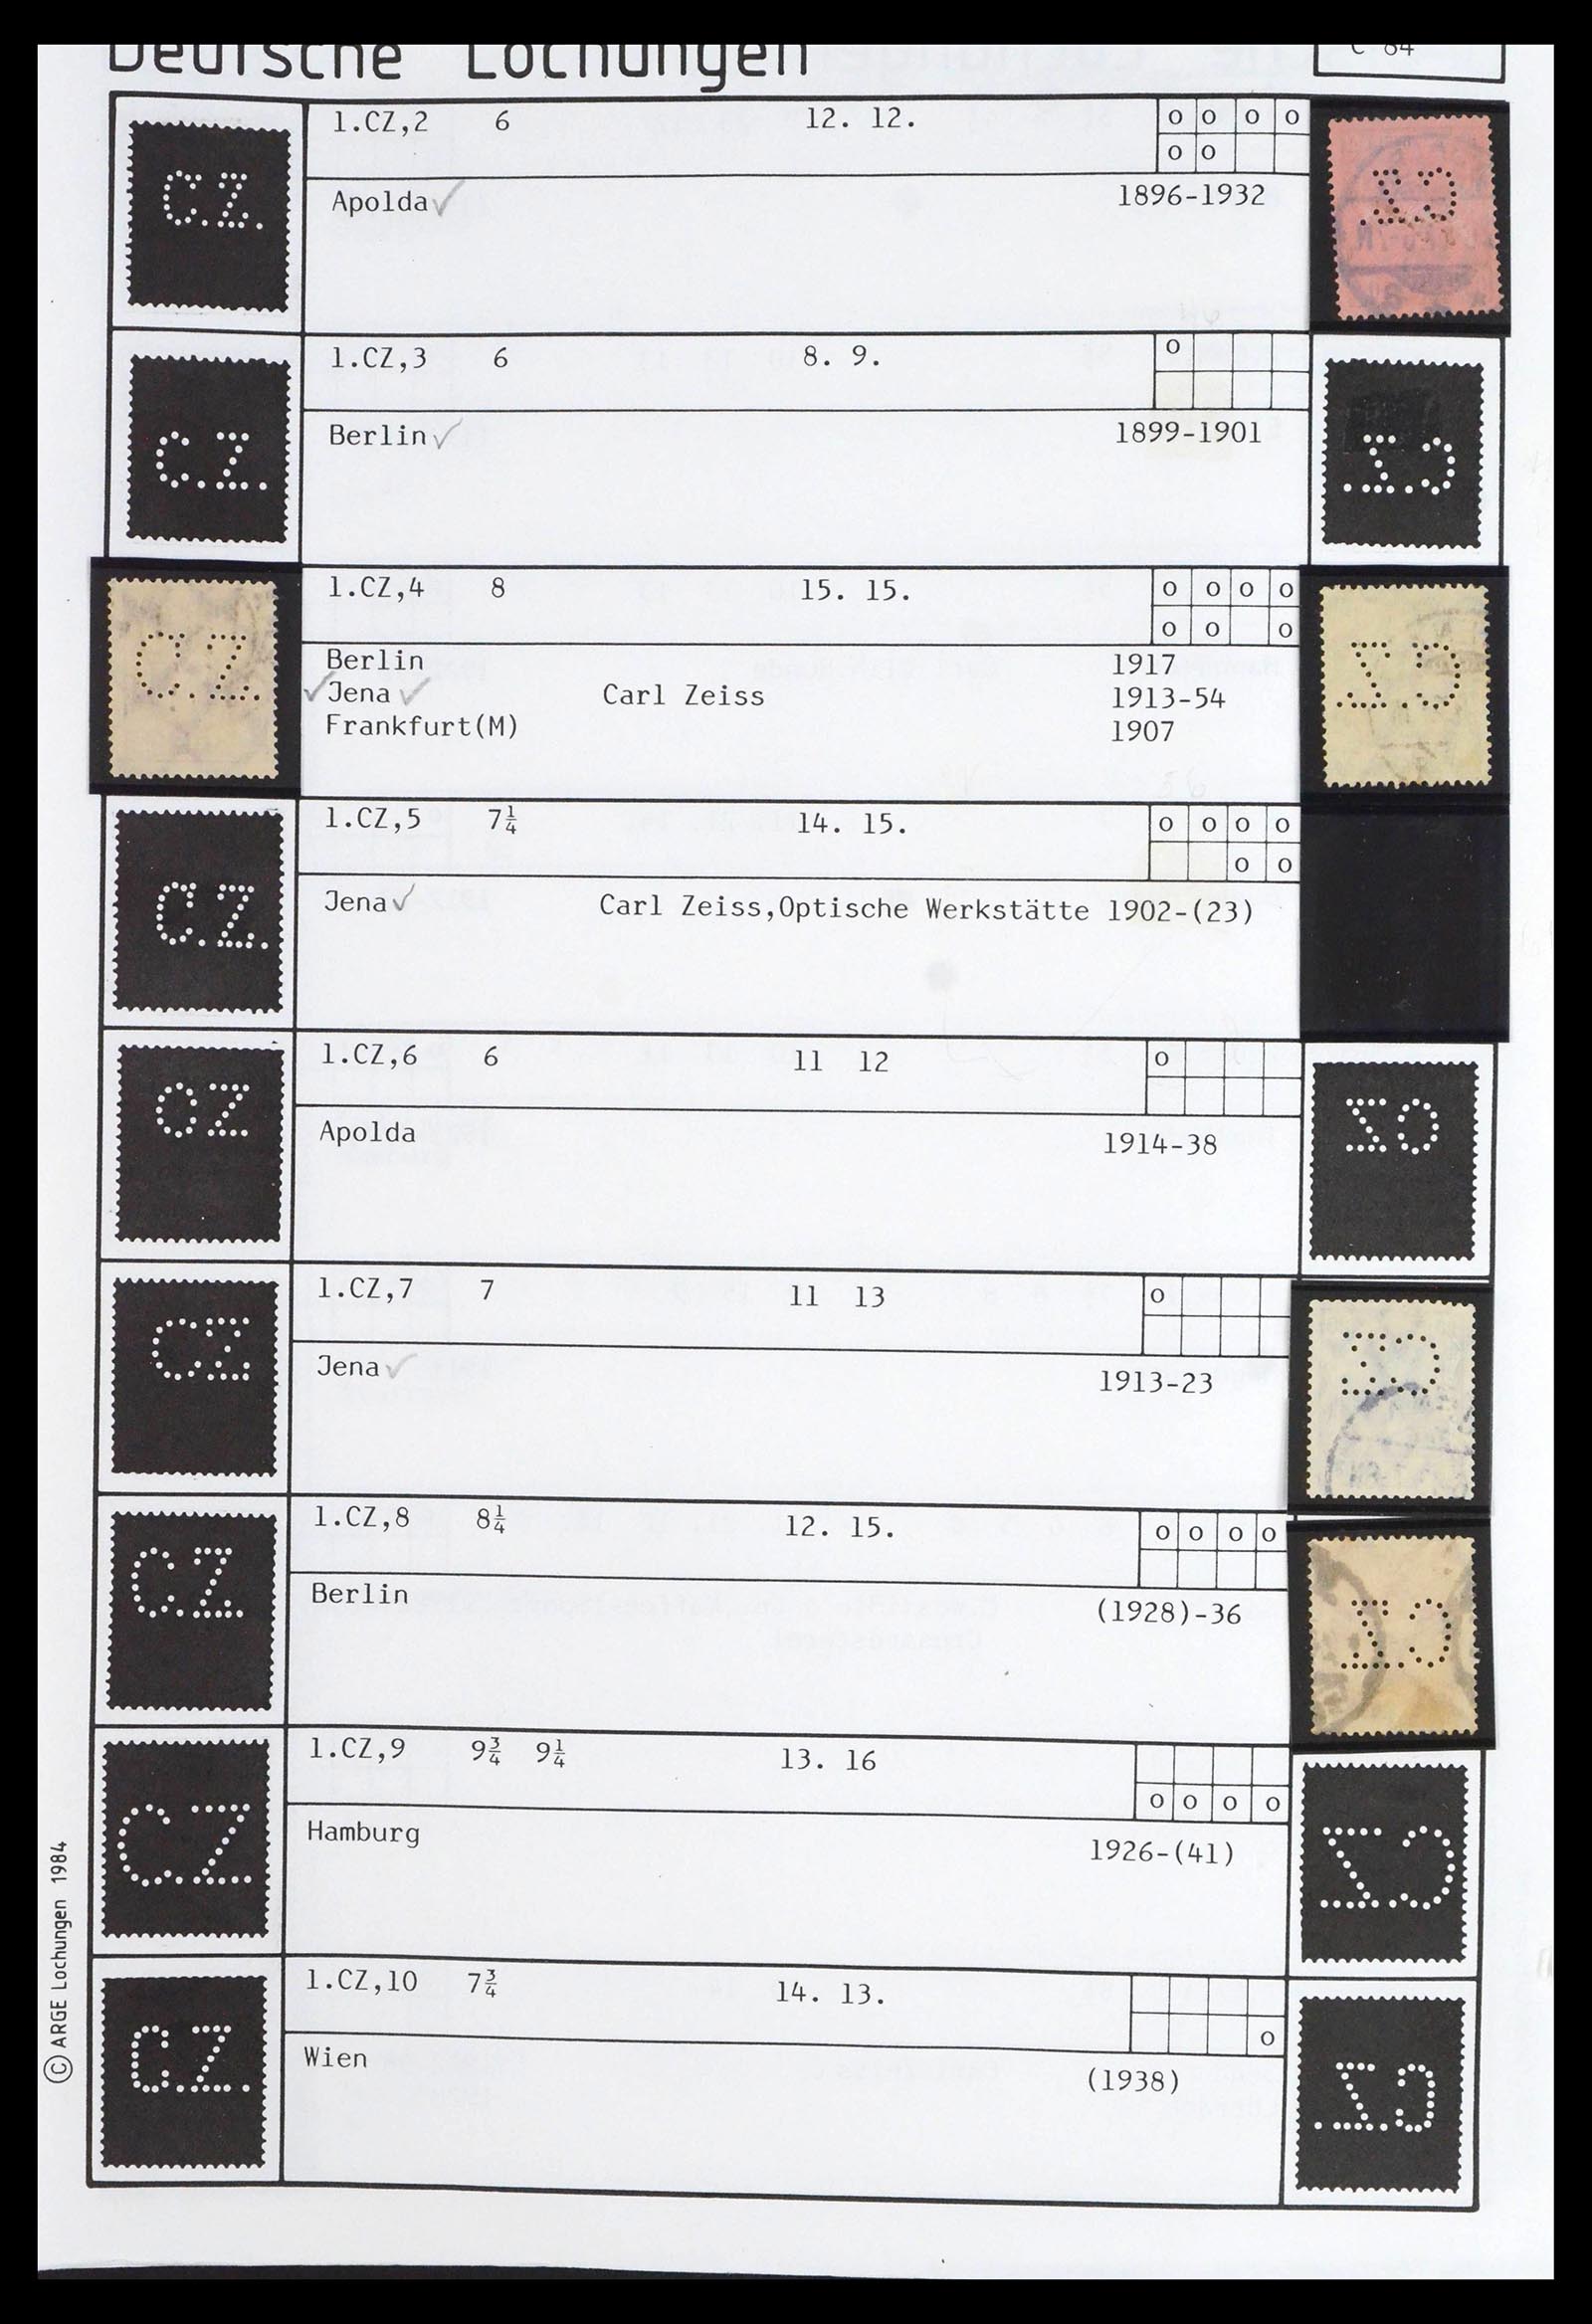 Deutsche Lochungen
C 84
1.CZ,2 6 12. 12. o o o o
o o
Apolda✓ 1896-1932
1.CZ,3 6 8. 9. o
Berlin✓ 1899-1901
1.CZ,4 8 15. 15. o o o o
o o o
Berlin 1917
✓Jena✓ Carl Zeiss 1913-54
Frankfurt(M) 1907
1.CZ,5 7¼ 14. 15. o o o o
o o
Jena✓ Carl Zeiss,Optische Werkstätte 1902-(23)
1.CZ,6 6 11 12 o
Apolda 1914-38
1.CZ,7 7 11 13 o
Jena✓ 1913-23
1.CZ,8 8¼ 12. 15. o o o o
Berlin (1928)-36
1.CZ,9 9¾ 9¼ 13. 16
o o o o
Hamburg 1926-(41)
1.CZ,10 7¾ 14. 13.
o
Wien (1938)
C.Z.
C.Z.
C.Z.
C.Z.
CZ
CZ
C.Z
C.Z
C.Z.
© ARGE Lochungen 1984